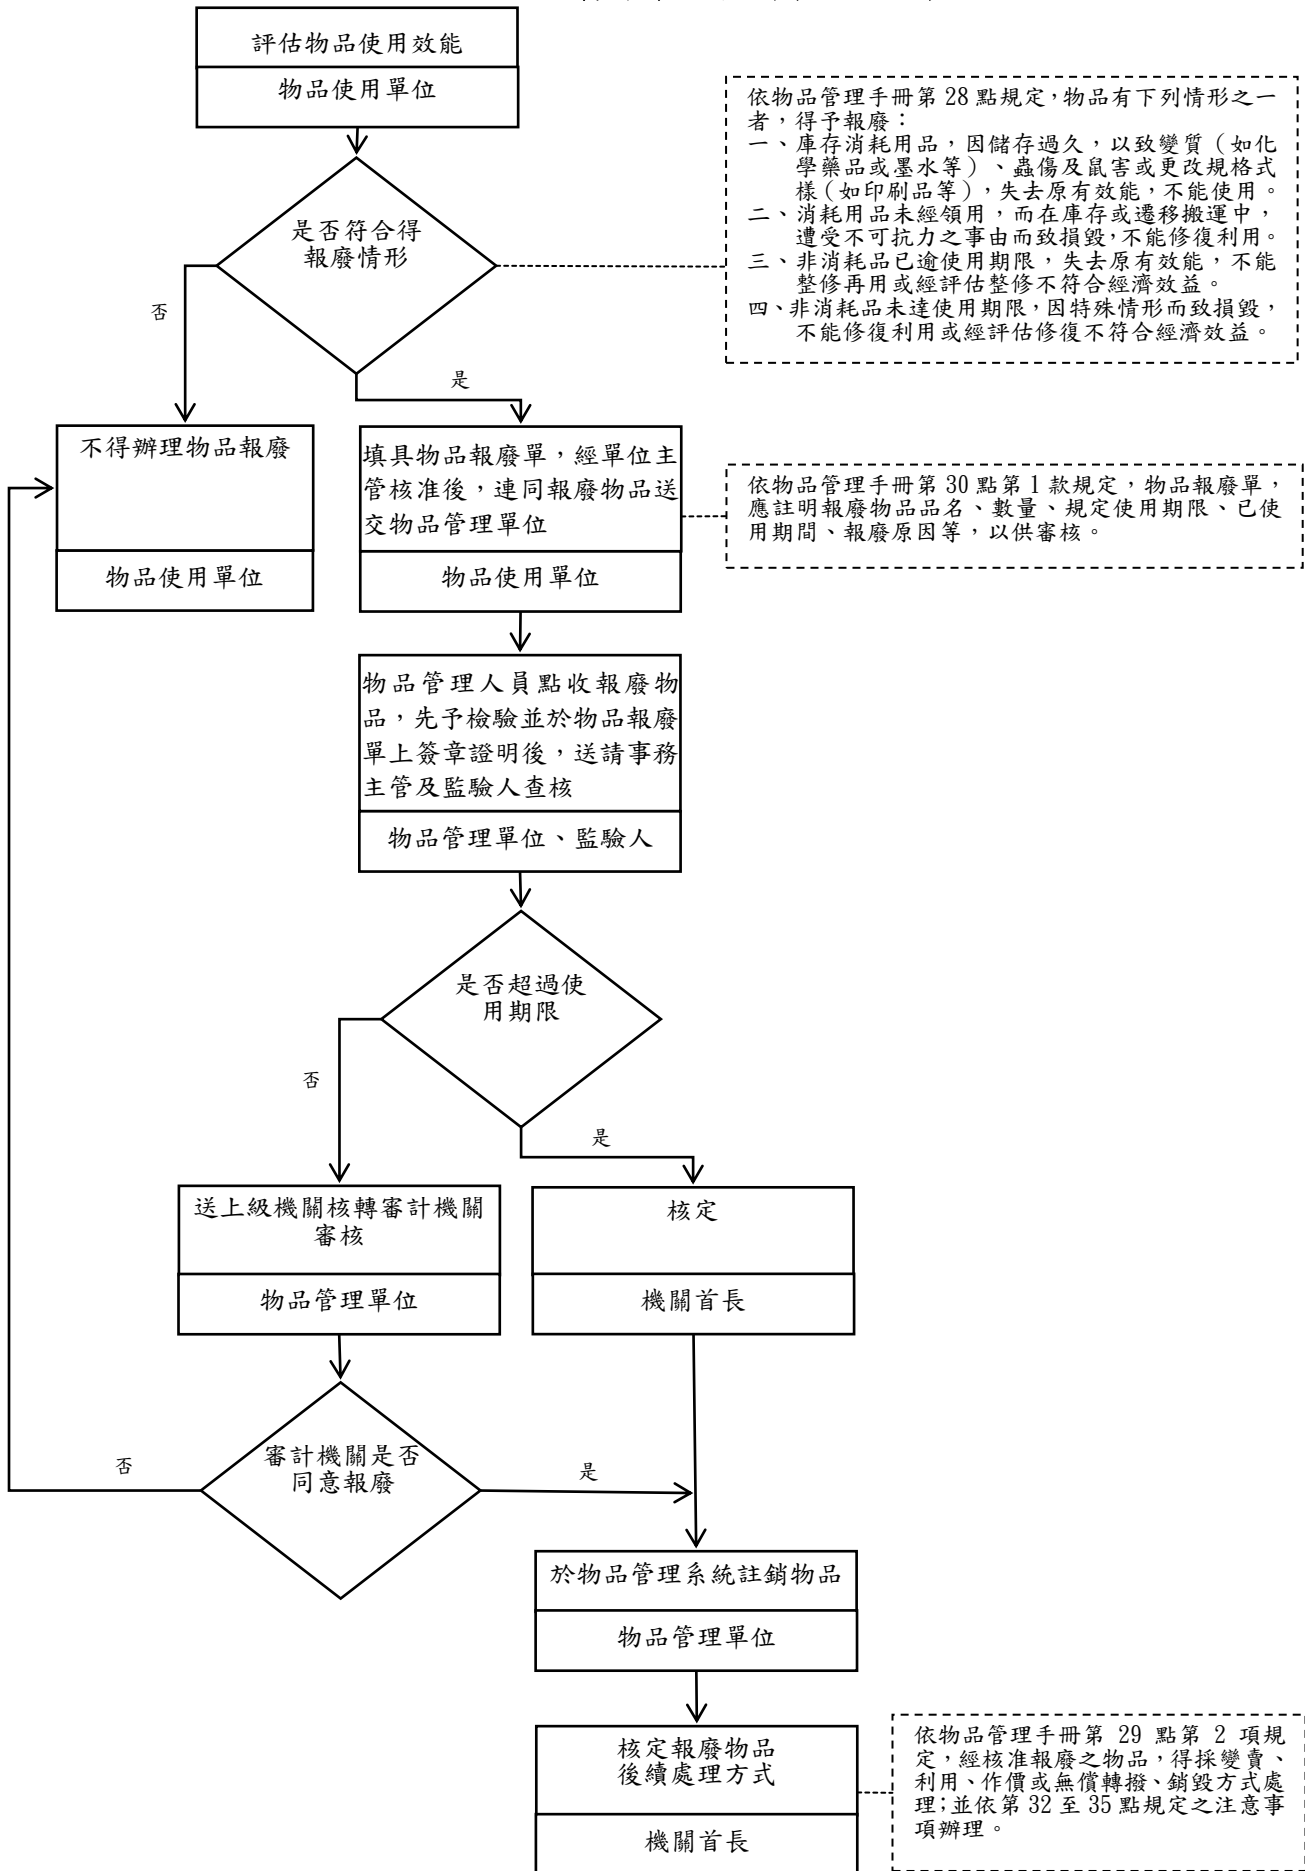 評估物品使用效能
物品使用單位
依物品管理手冊第 28 點規定，物品有下列情形之一
者，得予報廢：
一、庫存消耗用品，因儲存過久，以致變質（如化
學藥品或墨水等）、蟲傷及鼠害或更改規格式
樣（如印刷品等），失去原有效能，不能使用。
二、消耗用品未經領用，而在庫存或遷移搬運中，
遭受不可抗力之事由而致損毀，不能修復利用。
三、非消耗品已逾使用期限，失去原有效能，不能
整修再用或經評估整修不符合經濟效益。
四、非消耗品未達使用期限，因特殊情形而致損毀，
不能修復利用或經評估修復不符合經濟效益。
是否符合得
報廢情形
否
是
不得辦理物品報廢
物品使用單位
填具物品報廢單，經單位主
管核准後，連同報廢物品送
交物品管理單位
物品使用單位
依物品管理手冊第 30 點第 1 款規定，物品報廢單，
應註明報廢物品品名、數量、規定使用期限、已使
用期間、報廢原因等，以供審核。
物品管理人員點收報廢物
品，先予檢驗並於物品報廢
單上簽章證明後，送請事務
主管及監驗人查核
物品管理單位、監驗人
是否超過使
用期限
否
是
送上級機關核轉審計機關
審核
物品管理單位
核定
機關首長
審計機關是否
同意報廢
否
是
於物品管理系統註銷物品
物品管理單位
核定報廢物品
後續處理方式
機關首長
依物品管理手冊第 29 點第 2 項規
定，經核准報廢之物品，得採變賣、
利用、作價或無償轉撥、銷毀方式處
理;並依第 32 至 35 點規定之注意事
項辦理。